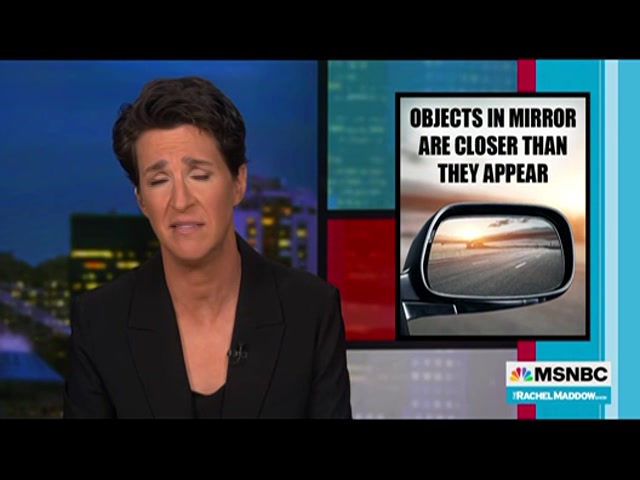 OBJECTS IN MIRROR
ARE CLOSER THAN
THEY APPEAR
MSNBC
THE RACHEL MADDOW SHOW